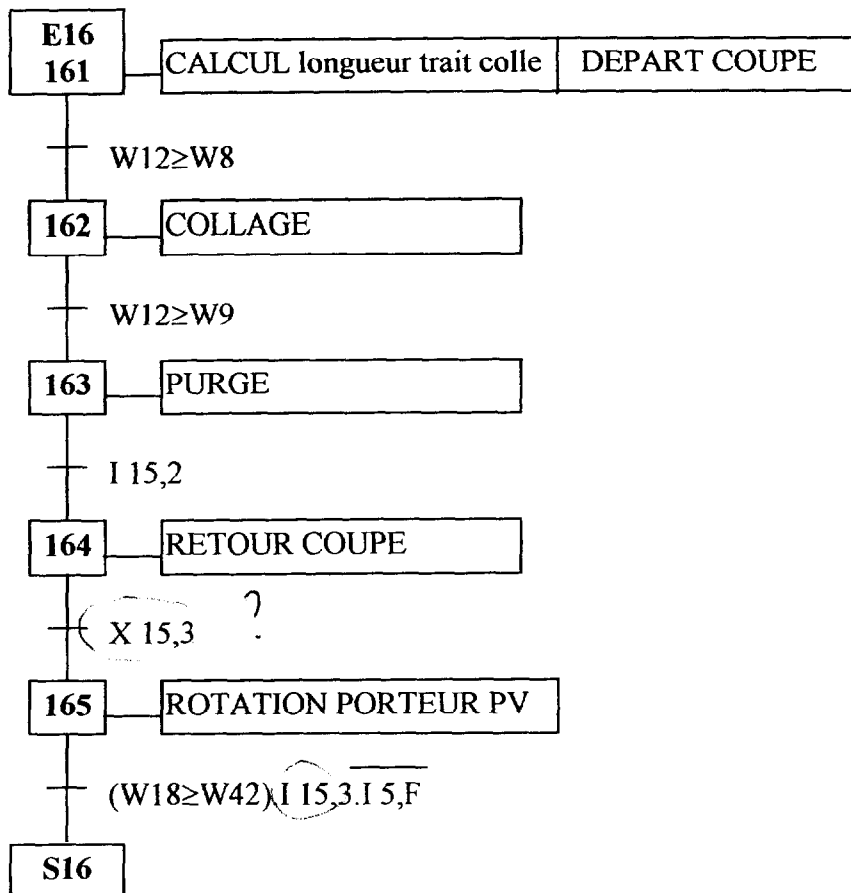 E16
161
CALCUL longueur trait colle DEPART COUPE
W12≥W8
162 COLLAGE
W12≥W9
163 PURGE
I 15,2
164 RETOUR COUPE
X 15,3 ?
165 ROTATION PORTEUR PV
(W18≥W42).I 15,3.I̅ ̅5̅,̅F̅
S16